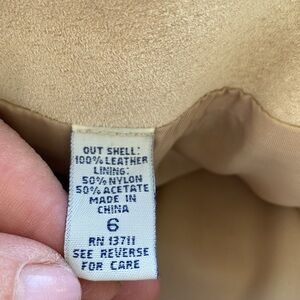 OUT SHELL:
100% LEATHER
LINING:
50% NYLON
50% ACETATE
MADE IN
CHINA
6
RN 13711
SEE REVERSE
FOR CARE